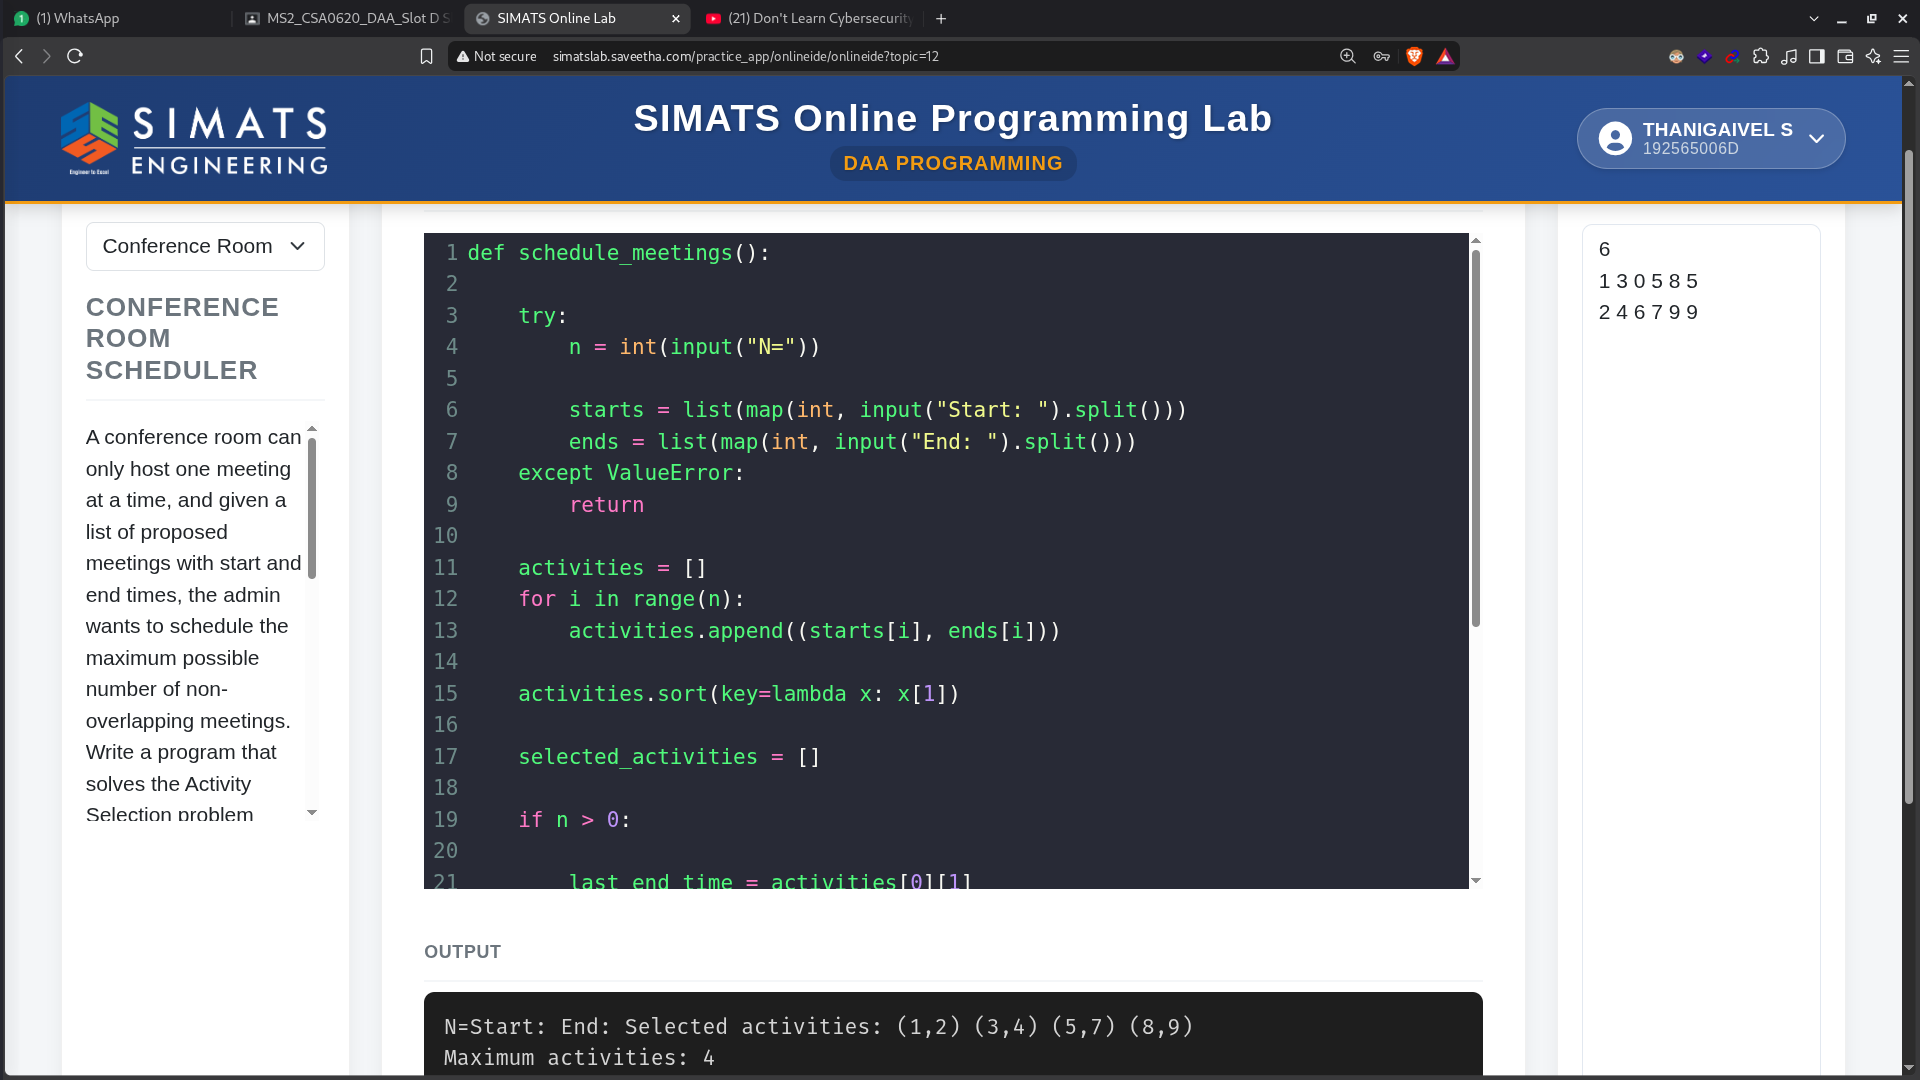 1 (1) WhatsApp
MS2_CSA0620_DAA_Slot D S
SIMATS Online Lab
(21) Don't Learn Cybersecurity
Not secure simatslab.saveetha.com/practice_app/onlineide/onlineide?topic=12
SIMATS
ENGINEERING
Engineer to Excel
SIMATS Online Programming Lab
DAA PROGRAMMING
THANIGAIVEL S
192565006D
Conference Room
CONFERENCE
ROOM
SCHEDULER
A conference room can
only host one meeting
at a time, and given a
list of proposed
meetings with start and
end times, the admin
wants to schedule the
maximum possible
number of non-
overlapping meetings.
Write a program that
solves the Activity
Selection problem
1 def schedule_meetings():
2
3     try:
4         n = int(input("N="))
5
6         starts = list(map(int, input("Start: ").split()))
7         ends = list(map(int, input("End: ").split()))
8     except ValueError:
9         return
10
11     activities = []
12     for i in range(n):
13         activities.append((starts[i], ends[i]))
14
15     activities.sort(key=lambda x: x[1])
16
17     selected_activities = []
18
19     if n > 0:
20
21         last_end_time = activities[0][1]
OUTPUT
N=Start: End: Selected activities: (1,2) (3,4) (5,7) (8,9)
Maximum activities: 4
6
1 3 0 5 8 5
2 4 6 7 9 9